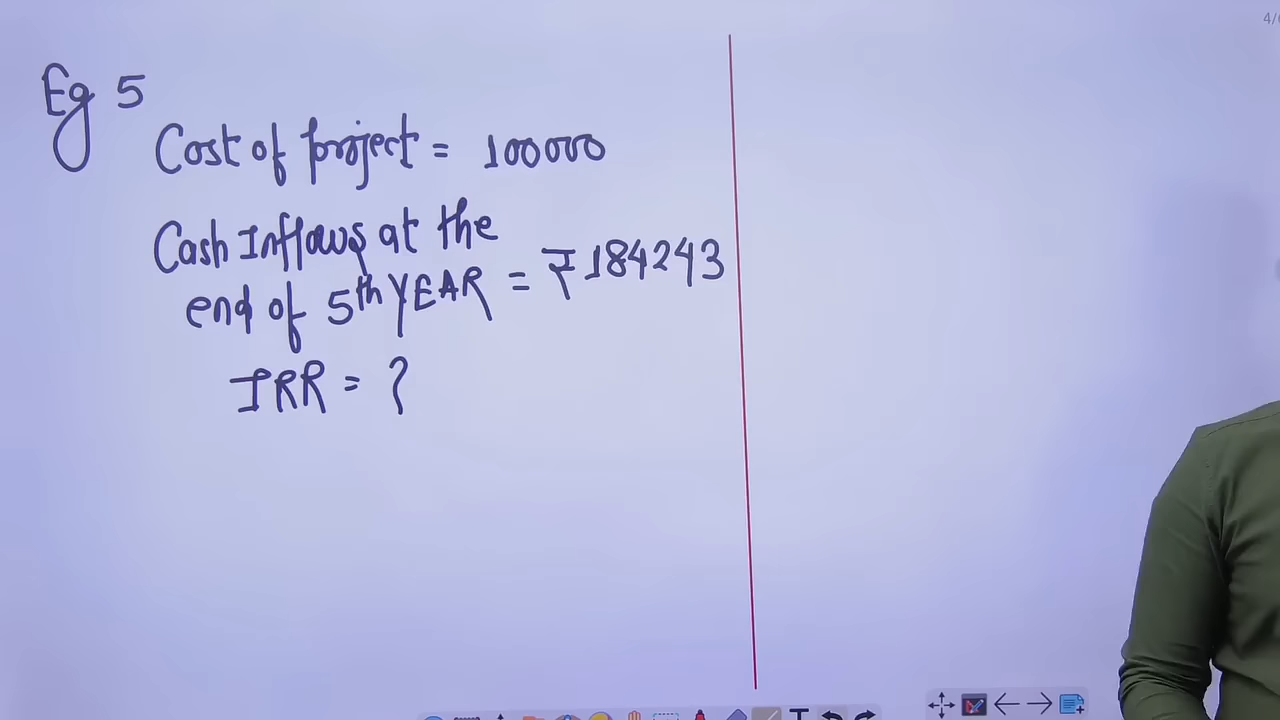 Eg 5
Cost of project = 100000
Cash Inflows at the
end of 5th YEAR = ₹184243
IRR = ?